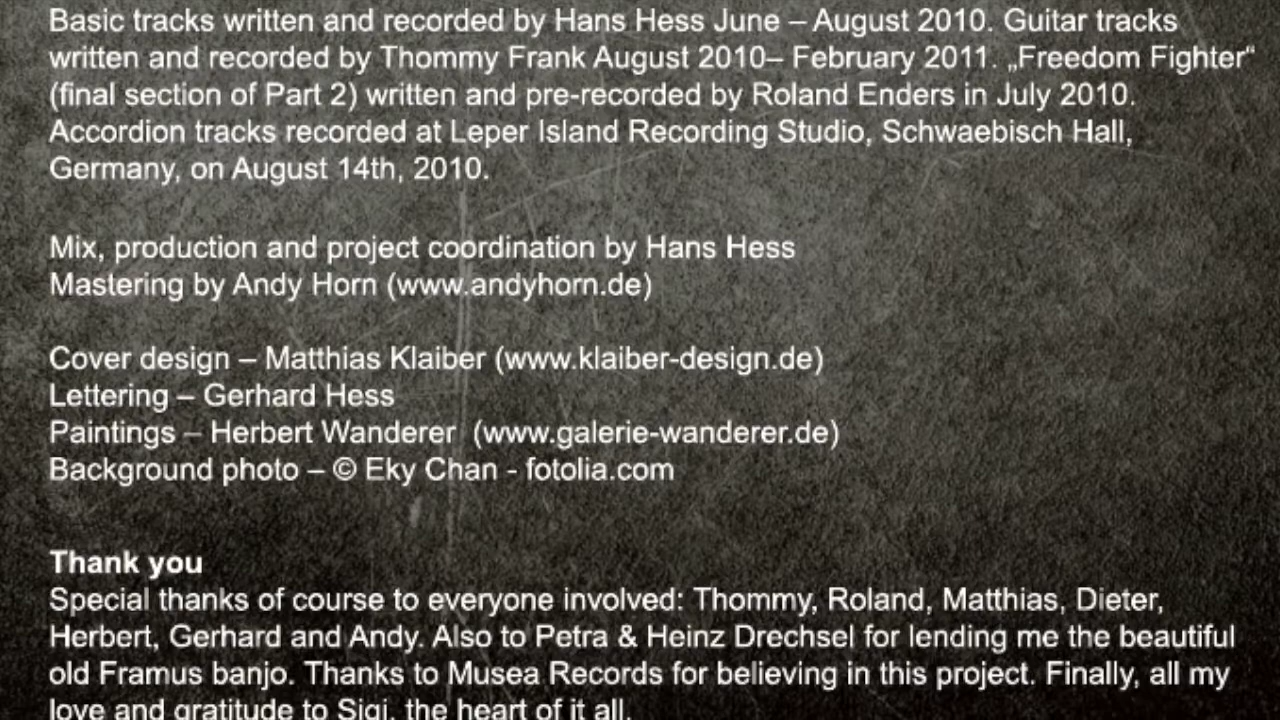 Basic tracks written and recorded by Hans Hess June – August 2010. Guitar tracks
written and recorded by Thommy Frank August 2010– February 2011. „Freedom Fighter“
(final section of Part 2) written and pre-recorded by Roland Enders in July 2010.
Accordion tracks recorded at Leper Island Recording Studio, Schwaebisch Hall,
Germany, on August 14th, 2010.
Mix, production and project coordination by Hans Hess
Mastering by Andy Horn (www.andyhorn.de)
Cover design – Matthias Klaiber (www.klaiber-design.de)
Lettering – Gerhard Hess
Paintings – Herbert Wanderer  (www.galerie-wanderer.de)
Background photo – © Eky Chan - fotolia.com
Thank you
Special thanks of course to everyone involved: Thommy, Roland, Matthias, Dieter,
Herbert, Gerhard and Andy. Also to Petra & Heinz Drechsel for lending me the beautiful
old Framus banjo. Thanks to Musea Records for believing in this project. Finally, all my
love and gratitude to Sigi, the heart of it all.